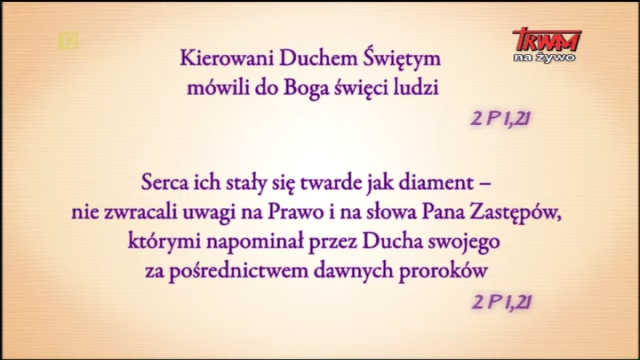 TRWAM
na żywo
Kierowani Duchem Świętym
mówili do Boga święci ludzi
2 P 1,21
Serca ich stały się twarde jak diament –
nie zwracali uwagi na Prawo i na słowa Pana Zastępów,
którymi napominał przez Ducha swojego
za pośrednictwem dawnych proroków
2 P 1,21